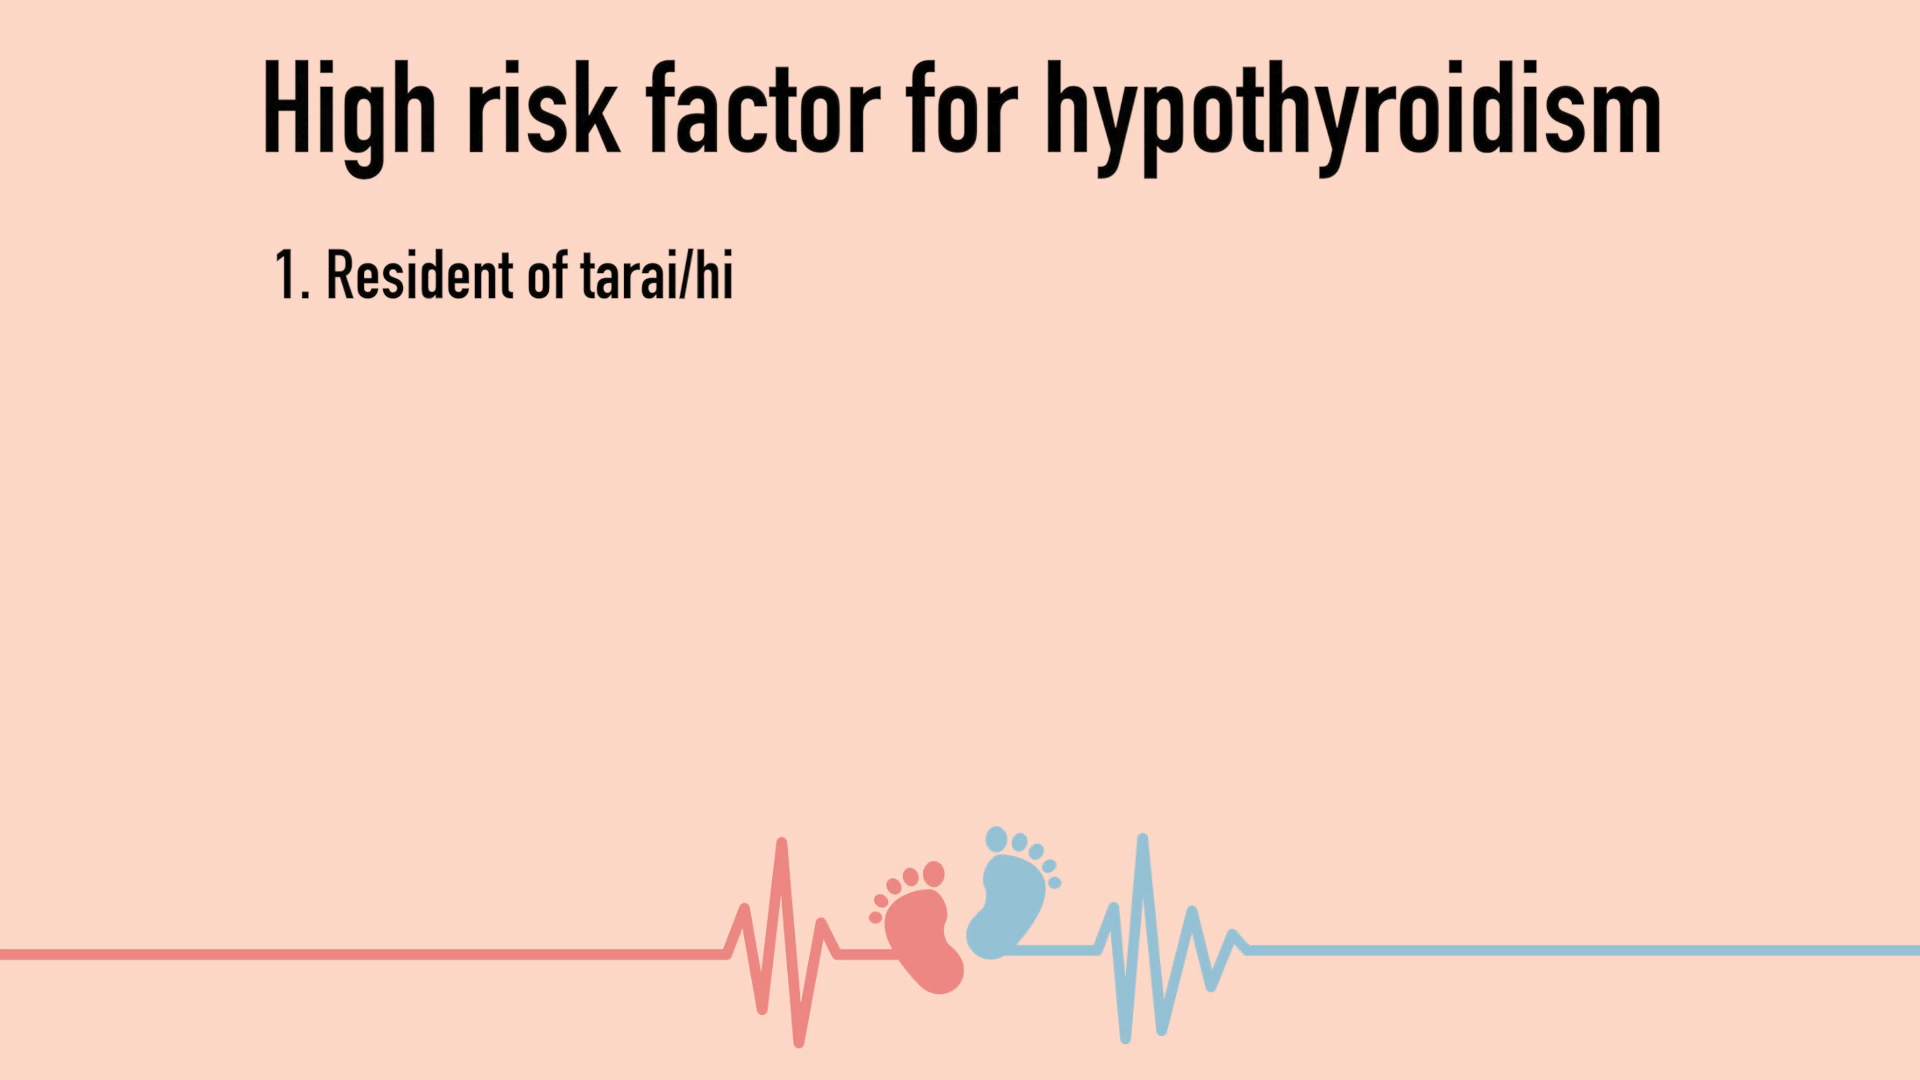 High risk factor for hypothyroidism
1. Resident of tarai/hi